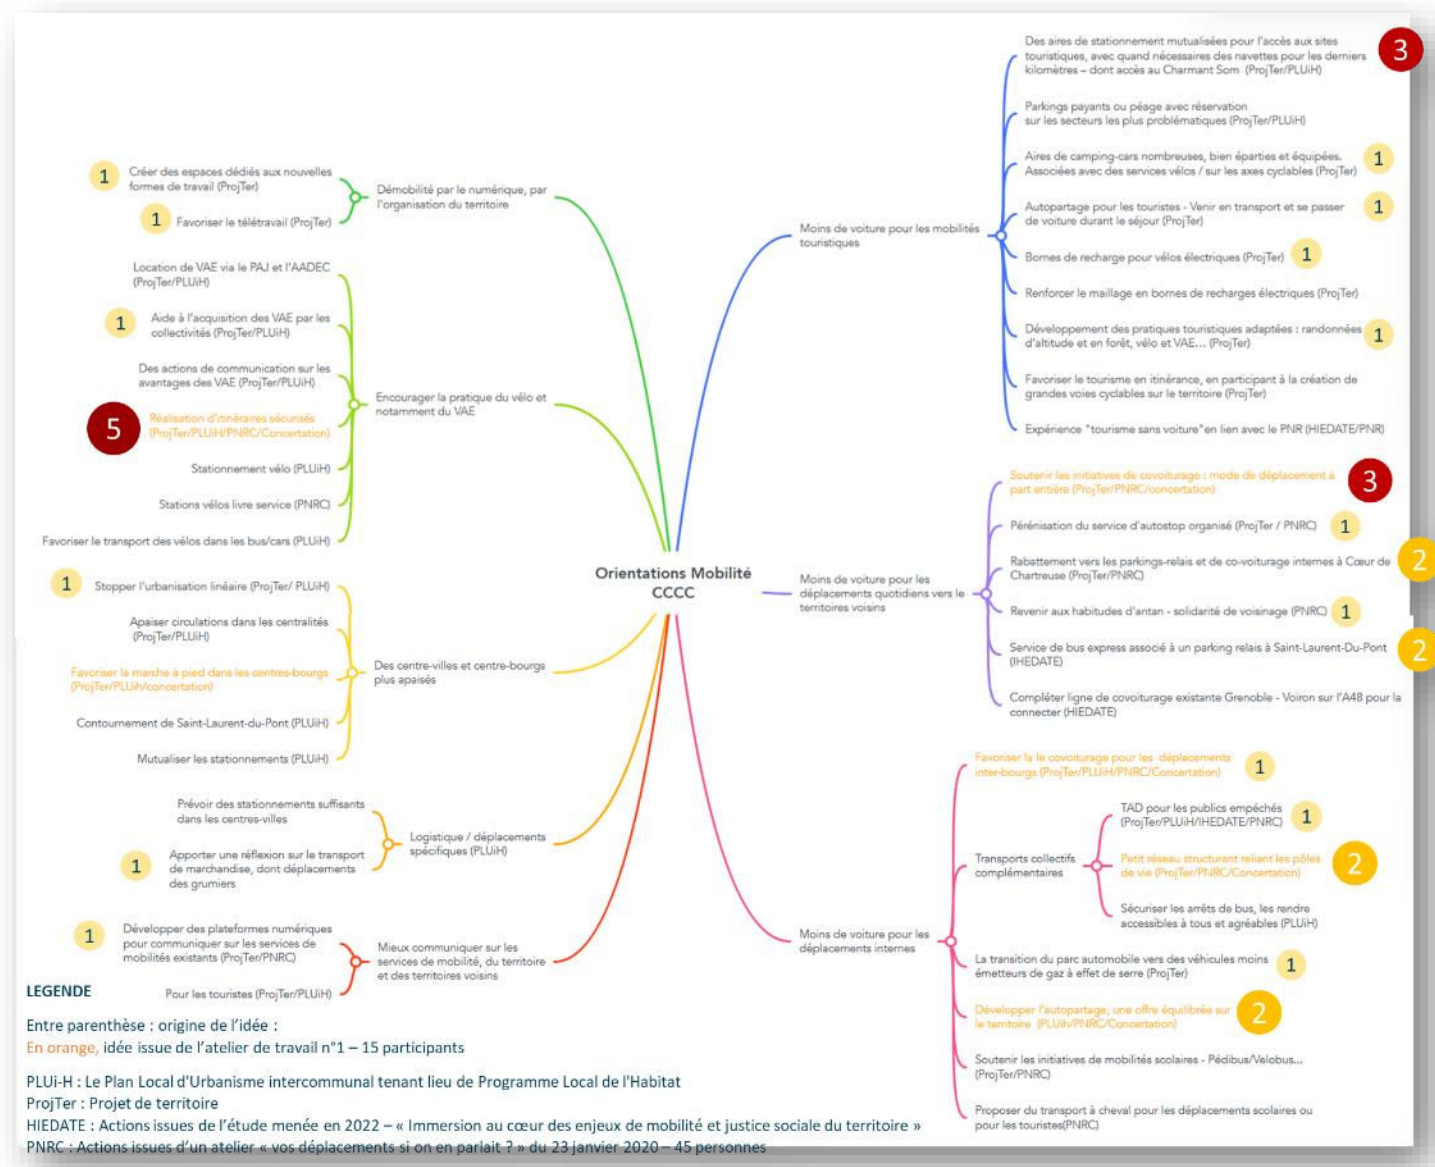 Orientations Mobilité
CCCC
Démobilité par le numérique, par
l'organisation du territoire
1
Créer des espaces dédiés aux nouvelles
formes de travail (ProjTer)
1
Favoriser le télétravail (ProjTer)
Encourager la pratique du vélo et
notamment du VAE
Location de VAE via le PAJ et l'AADEC
(ProjTer/PLUiH)
1
Aide à l'acquisition des VAE par les
collectivités (ProjTer/PLUiH)
Des actions de communication sur les
avantages des VAE (ProjTer/PLUiH)
5
Réalisation d'itinéraires sécurisés
(ProjTer/PLUiH/PNRC/Concertation)
Stationnement vélo (PLUiH)
Stations vélos livre service (PNRC)
Favoriser le transport des vélos dans les bus/cars (PLUiH)
Des centre-villes et centre-bourgs
plus apaisés
1
Stopper l'urbanisation linéaire (ProjTer/ PLUiH)
Apaiser circulations dans les centralités
(ProjTer/PLUiH)
Favoriser la marche à pied dans les centres-bourgs
(ProjTer/PLUih/concertation)
Contournement de Saint-Laurent-du-Pont (PLUiH)
Mutualiser les stationnements (PLUiH)
Logistique / déplacements
spécifiques (PLUiH)
Prévoir des stationnements suffisants
dans les centres-villes
1
Apporter une réflexion sur le transport
de marchandise, dont déplacements
des grumiers
Mieux communiquer sur les
services de mobilité, du territoire
et des territoires voisins
1
Développer des plateformes numériques
pour communiquer sur les services de
mobilités existants (ProjTer/PNRC)
Pour les touristes (ProjTer/PLUiH)
Moins de voiture pour les mobilités
touristiques
Des aires de stationnement mutualisées pour l'accès aux sites
touristiques, avec quand nécessaires des navettes pour les derniers
kilomètres – dont accès au Charmant Som (ProjTer/PLUiH)
3
Parkings payants ou péage avec réservation
sur les secteurs les plus problématiques (ProjTer/PLUiH)
Aires de camping-cars nombreuses, bien éparties et équipées.
Associées avec des services vélos / sur les axes cyclables (ProjTer)
1
Autopartage pour les touristes - Venir en transport et se passer
de voiture durant le séjour (ProjTer)
1
Bornes de recharge pour vélos électriques (ProjTer)
1
Renforcer le maillage en bornes de recharges électriques (ProjTer)
Développement des pratiques touristiques adaptées : randonnées
d'altitude et en forêt, vélo et VAE... (ProjTer)
1
Favoriser le tourisme en itinérance, en participant à la création de
grandes voies cyclables sur le territoire (ProjTer)
Expérience "tourisme sans voiture"en lien avec le PNR (HIEDATE/PNR)
Moins de voiture pour les
déplacements quotidiens vers le
territoires voisins
Soutenir les initiatives de covoiturage : mode de déplacement à
part entière (ProjTer/PNRC/concertation)
3
Pérénisation du service d'autostop organisé (ProjTer / PNRC)
1
Rabattement vers les parkings-relais et de co-voiturage internes à Cœur de
Chartreuse (ProjTer/PNRC)
2
Revenir aux habitudes d'antan - solidarité de voisinage (PNRC)
1
Service de bus express associé à un parking relais à Saint-Laurent-Du-Pont
(IHEDATE)
2
Compléter ligne de covoiturage existante Grenoble - Voiron sur l'A48 pour la
connecter (HIEDATE)
Moins de voiture pour les
déplacements internes
Favoriser la le covoiturage pour les déplacements
inter-bourgs (ProjTer/PLUiH/PNRC/Concertation)
1
Transports collectifs
complémentaires
TAD pour les publics empéchés
(ProjTer/PLUiH/IHEDATE/PNRC)
1
Petit réseau structurant reliant les pôles
de vie (ProjTer/PNRC/Concertation)
2
Sécuriser les arrêts de bus, les rendre
accessibles à tous et agréables (PLUiH)
La transition du parc automobile vers des véhicules moins
émetteurs de gaz à effet de serre (ProjTer)
1
Développer l'autopartage, une offre équilibrée sur
le territoire (PLUih/PNRC/Concertation)
2
Soutenir les initiatives de mobilités scolaires - Pédibus/Velobus...
(ProjTer/PNRC)
Proposer du transport à cheval pour les déplacements scolaires ou
pour les touristes(PNRC)
LEGENDE
Entre parenthèse : origine de l'idée :
En orange, idée issue de l'atelier de travail n°1 – 15 participants
PLUi-H : Le Plan Local d'Urbanisme intercommunal tenant lieu de Programme Local de l'Habitat
ProjTer : Projet de territoire
HIEDATE : Actions issues de l'étude menée en 2022 – « Immersion au cœur des enjeux de mobilité et justice sociale du territoire »
PNRC : Actions issues d'un atelier « vos déplacements si on en parlait ? » du 23 janvier 2020 – 45 personnes